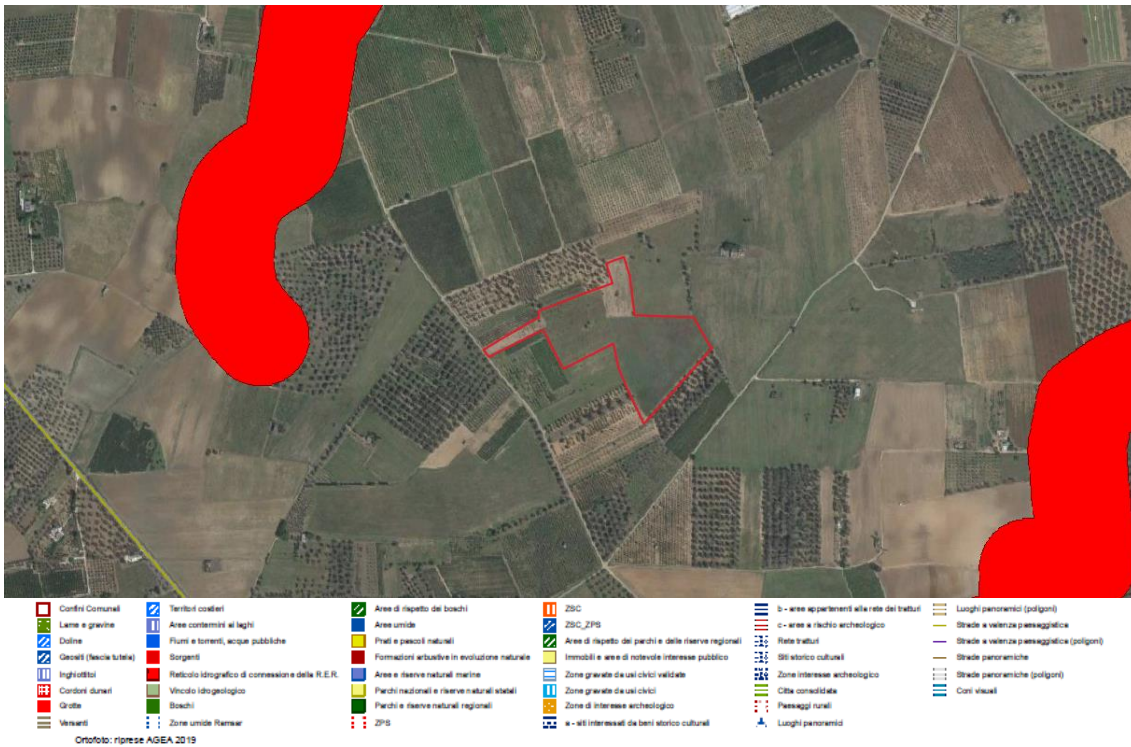 Confini Comunali
Lame e gravine
Doline
Geositi (fascia tutela)
Inghiottitoi
Cordoni dunari
Grotte
Versanti
Territori costieri
Aree contermini ai laghi
Fiumi e torrenti, acque pubbliche
Sorgenti
Reticolo idrografico di connessione della R.E.R.
Vincolo idrogeologico
Boschi
Zone umide Ramsar
Aree di rispetto dei boschi
Aree umide
Prati e pascoli naturali
Formazioni arbustive in evoluzione naturale
Aree e riserve naturali marine
Parchi nazionali e riserve naturali statali
Parchi e riserve naturali regionali
ZPS
ZSC
ZSC_ZPS
Aree di rispetto dei parchi e delle riserve regionali
Immobili e aree di notevole interesse pubblico
Zone gravate da usi civici validate
Zone gravate da usi civici
Zone di interesse archeologico
a - siti interessati da beni storico culturali
b - aree appartenenti alla rete dei tratturi
c - aree a rischio archeologico
Rete tratturi
Siti storico culturali
Zone interesse archeologico
Citta consolidata
Paesaggi rurali
Luoghi panoramici
Luoghi panoramici (poligoni)
Strade a valenza paesaggistica
Strade a valenza paesaggistica (poligoni)
Strade panoramiche
Strade panoramiche (poligoni)
Coni visuali
Ortofoto: riprese AGEA 2019